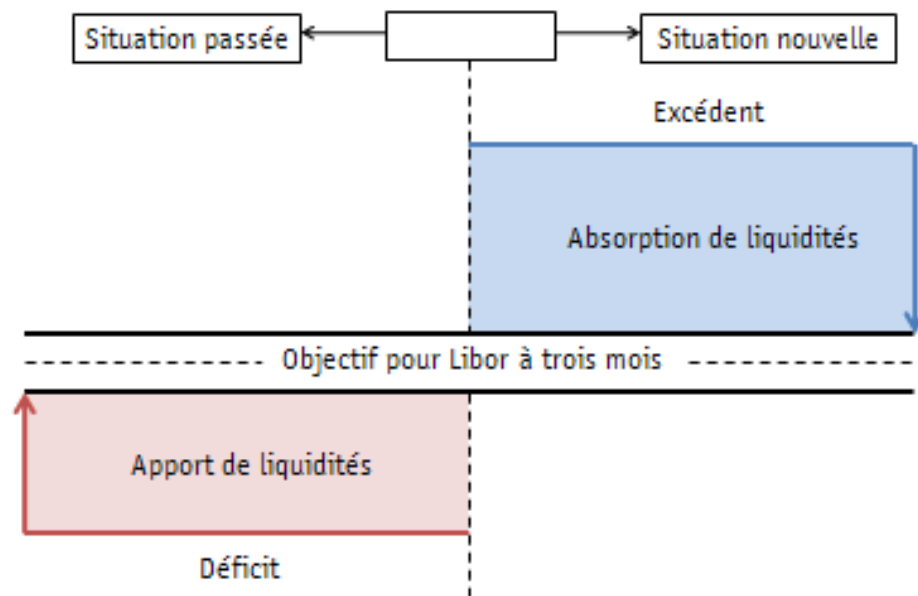 Situation passée
Situation nouvelle
Excédent
Absorption de liquidités
Objectif pour Libor à trois mois
Apport de liquidités
Déficit